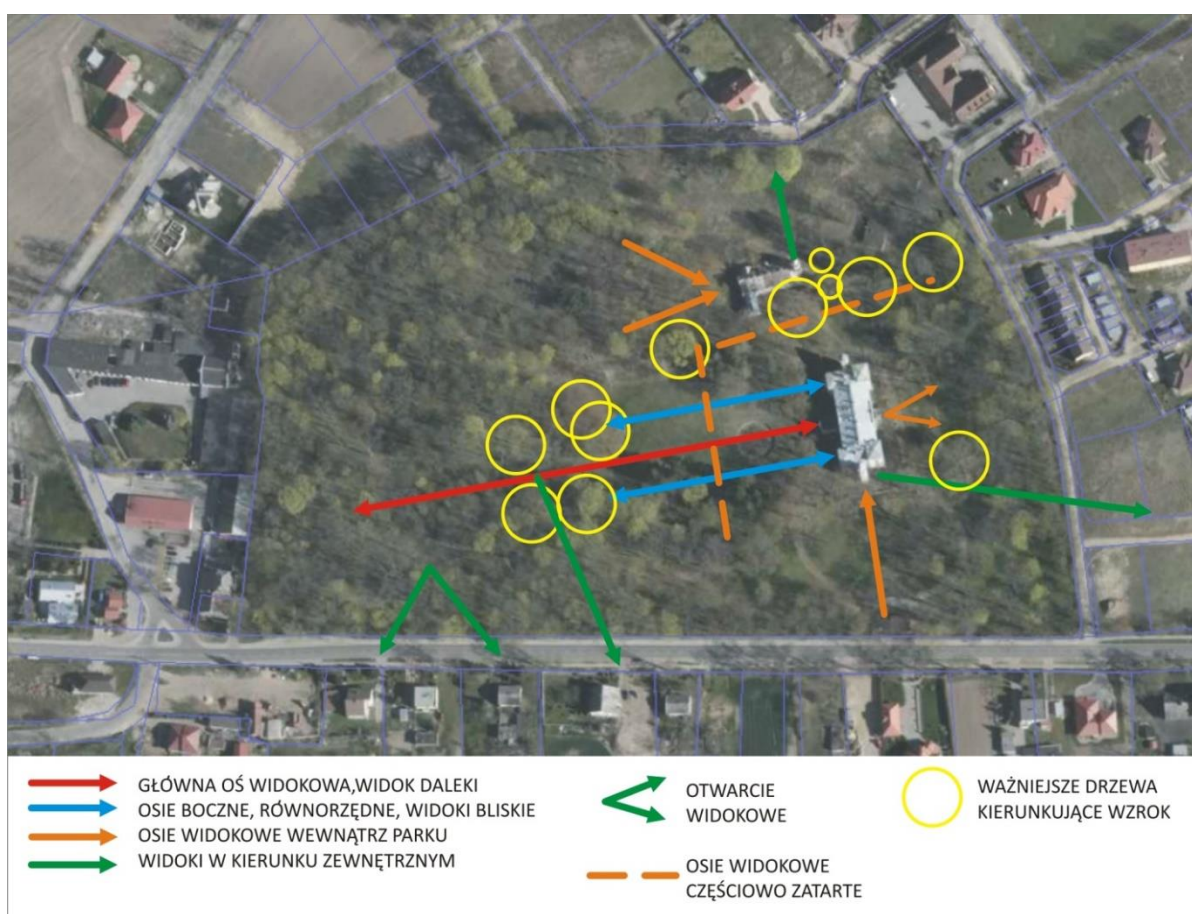 GŁÓWNA OŚ WIDOKOWA,WIDOK DALEKI
OSIE BOCZNE, RÓWNORZĘDNE, WIDOKI BLISKIE
OSIE WIDOKOWE WEWNĄTRZ PARKU
WIDOKI W KIERUNKU ZEWNĘTRZNYM
OTWARCIE
WIDOKOWE
OSIE WIDOKOWE
CZĘŚCIOWO ZATARTE
WAŻNIEJSZE DRZEWA
KIERUNKUJĄCE WZROK